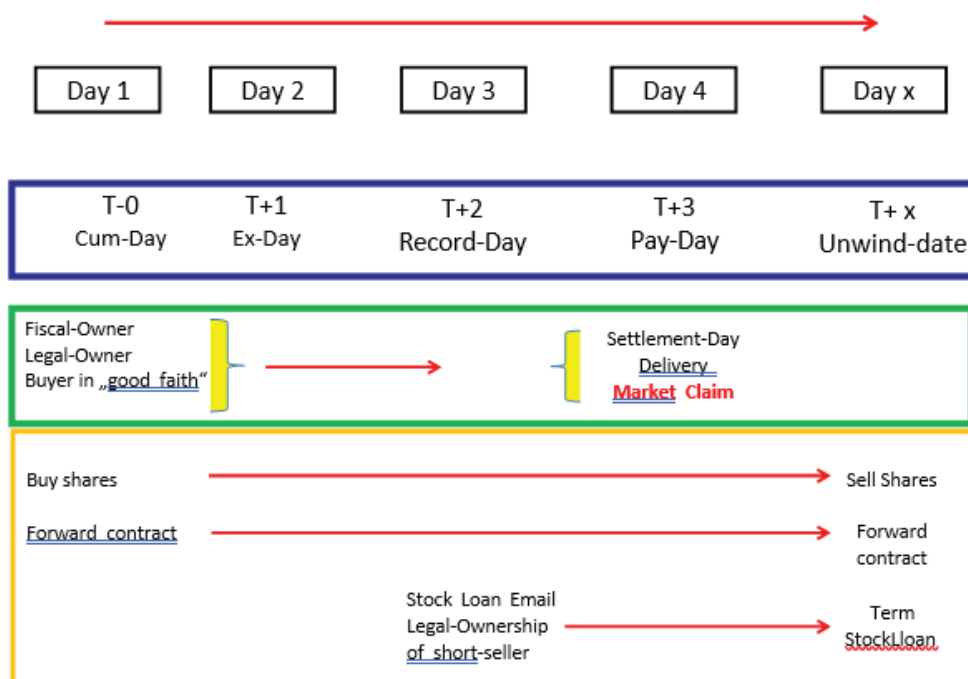 Day 1
Day 2
Day 3
Day 4
Day x
T-0
T+1
T+2
T+3
T+ x
Cum-Day
Ex-Day
Record-Day
Pay-Day
Unwind-date
Fiscal-Owner
Legal-Owner
Buyer in „good faith“
Settlement-Day
Delivery
Market Claim
Buy shares
Sell Shares
Forward contract
Forward
contract
Stock Loan Email
Legal-Ownership
of short-seller
Term
StockLloan